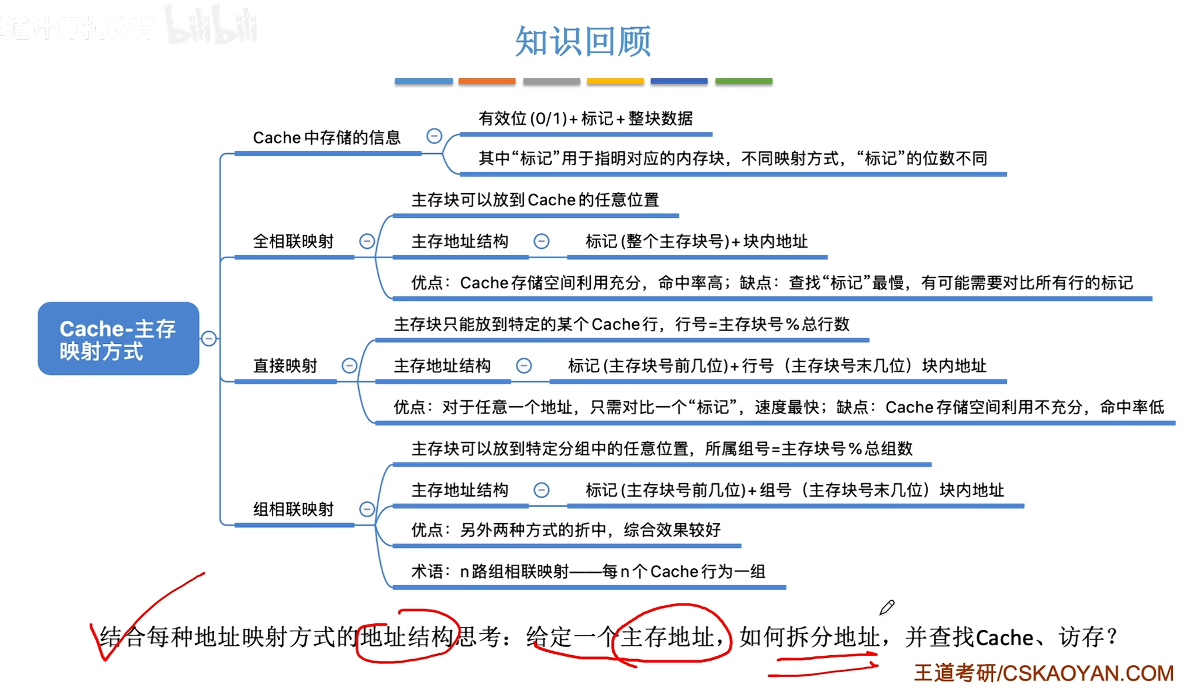 bilibili
知识回顾
Cache-主存
映射方式
Cache中存储的信息
有效位(0/1)+标记+整块数据
其中“标记”用于指明对应的内存块，不同映射方式，“标记”的位数不同
全相联映射
主存块可以放到Cache的任意位置
主存地址结构
标记(整个主存块号)+块内地址
优点：Cache存储空间利用充分，命中率高；缺点：查找“标记”最慢，有可能需要对比所有行的标记
直接映射
主存块只能放到特定的某个Cache行，行号=主存块号%总行数
主存地址结构
标记(主存块号前几位)+行号（主存块号末几位）块内地址
优点：对于任意一个地址，只需对比一个“标记”，速度最快；缺点：Cache存储空间利用不充分，命中率低
组相联映射
主存块可以放到特定分组中的任意位置，所属组号=主存块号%总组数
主存地址结构
标记(主存块号前几位)+组号（主存块号末几位）块内地址
优点：另外两种方式的折中，综合效果较好
术语：n路组相联映射——每n个Cache行为一组
结合每种地址映射方式的地址结构思考：给定一个主存地址，如何拆分地址，并查找Cache、访存？
王道考研/CSKAOYAN.COM